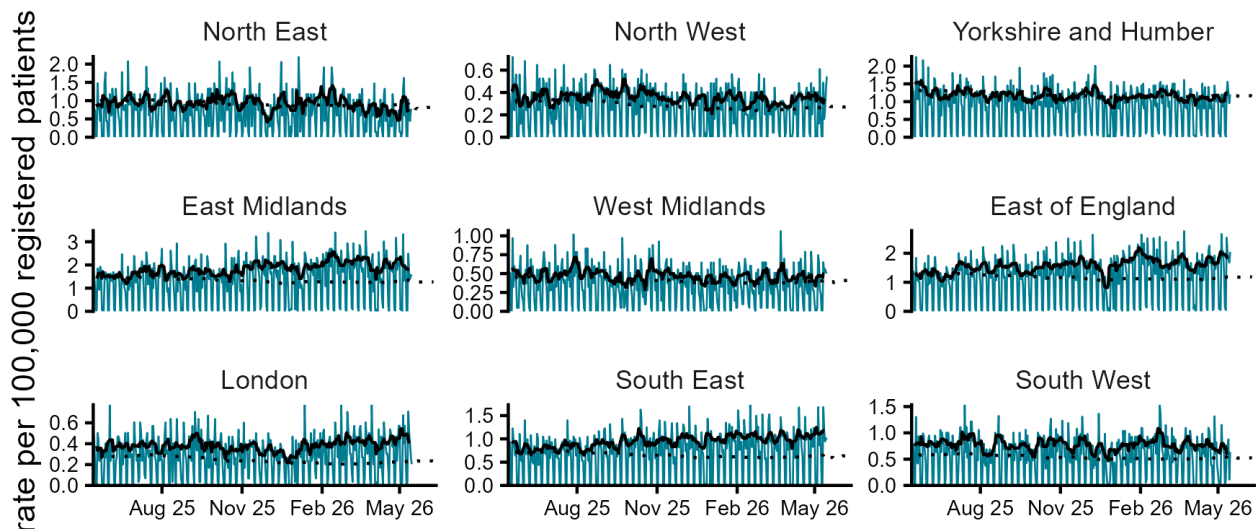 rate per 100,000 registered patients
North East
2.0
1.5
1.0
0.5
0.0
North West
0.6
0.4
0.2
0.0
Yorkshire and Humber
2.0
1.5
1.0
0.5
0.0
East Midlands
3
2
1
0
West Midlands
1.00
0.75
0.50
0.25
0.00
East of England
2
1
0
London
0.6
0.4
0.2
0.0
Aug 25 Nov 25 Feb 26 May 26
South East
1.5
1.0
0.5
0.0
Aug 25 Nov 25 Feb 26 May 26
South West
1.5
1.0
0.5
0.0
Aug 25 Nov 25 Feb 26 May 26